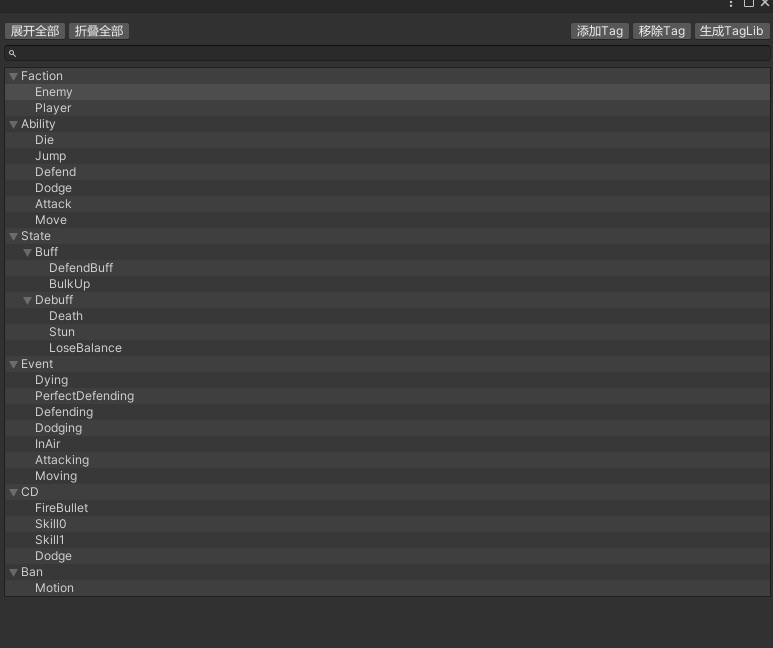 展开全部 折叠全部 添加Tag 移除Tag 生成TagLib
Faction
Enemy
Player
Ability
Die
Jump
Defend
Dodge
Attack
Move
State
Buff
DefendBuff
BulkUp
Debuff
Death
Stun
LoseBalance
Event
Dying
PerfectDefending
Defending
Dodging
InAir
Attacking
Moving
CD
FireBullet
Skill0
Skill1
Dodge
Ban
Motion